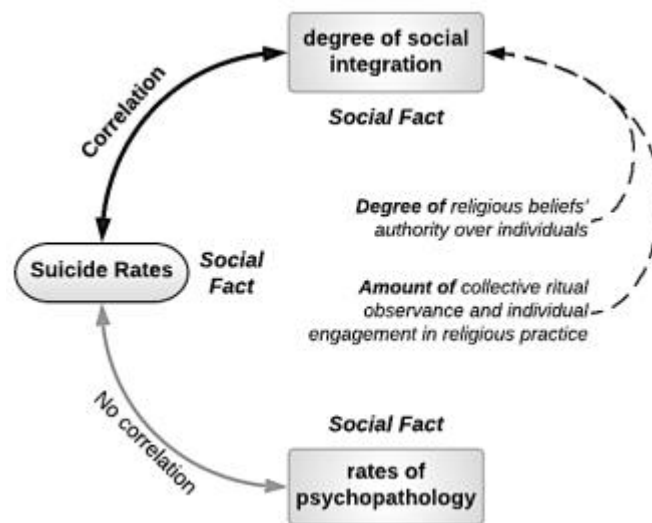 degree of social
integration
Social Fact
Correlation
Degree of religious beliefs'
authority over individuals
Suicide Rates
Social
Fact
Amount of collective ritual
observance and individual
engagement in religious practice
No correlation
Social Fact
rates of
psychopathology